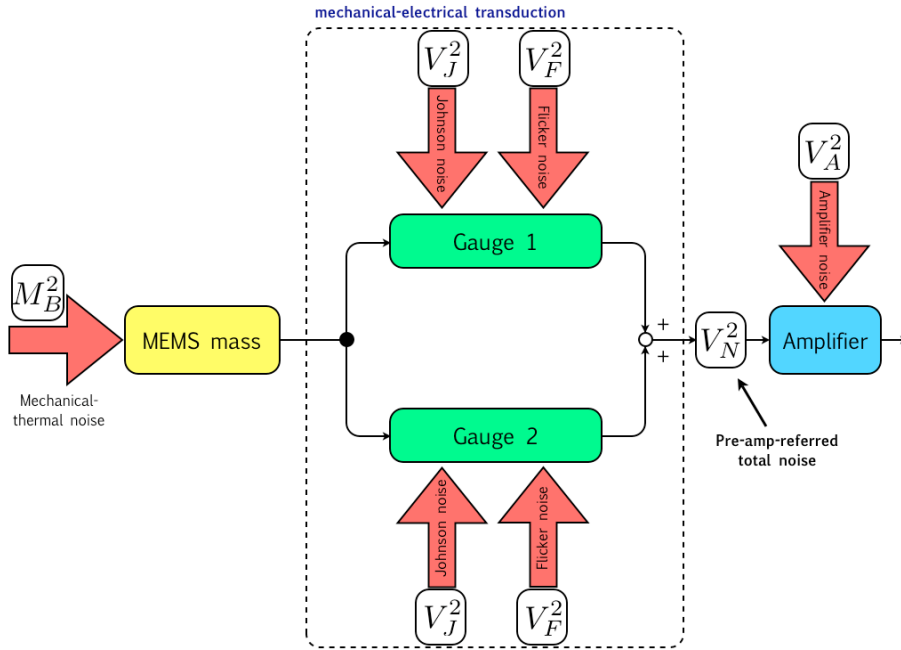 mechanical-electrical transduction
V_J^2
V_F^2
Johnson noise
Flicker noise
V_A^2
Amplifier noise
Gauge 1
M_B^2
MEMS mass
+
+
V_N^2
Amplifier
Mechanical-
thermal noise
Gauge 2
Pre-amp-referred
total noise
Johnson noise
Flicker noise
V_J^2
V_F^2